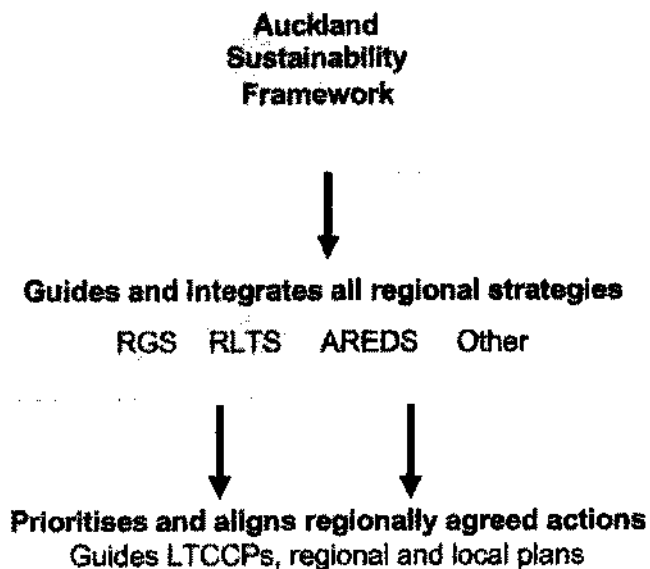 Auckland
Sustainability
Framework
Guides and integrates all regional strategies
RGS RLTS AREDS Other
Prioritises and aligns regionally agreed actions
Guides LTCCPs, regional and local plans